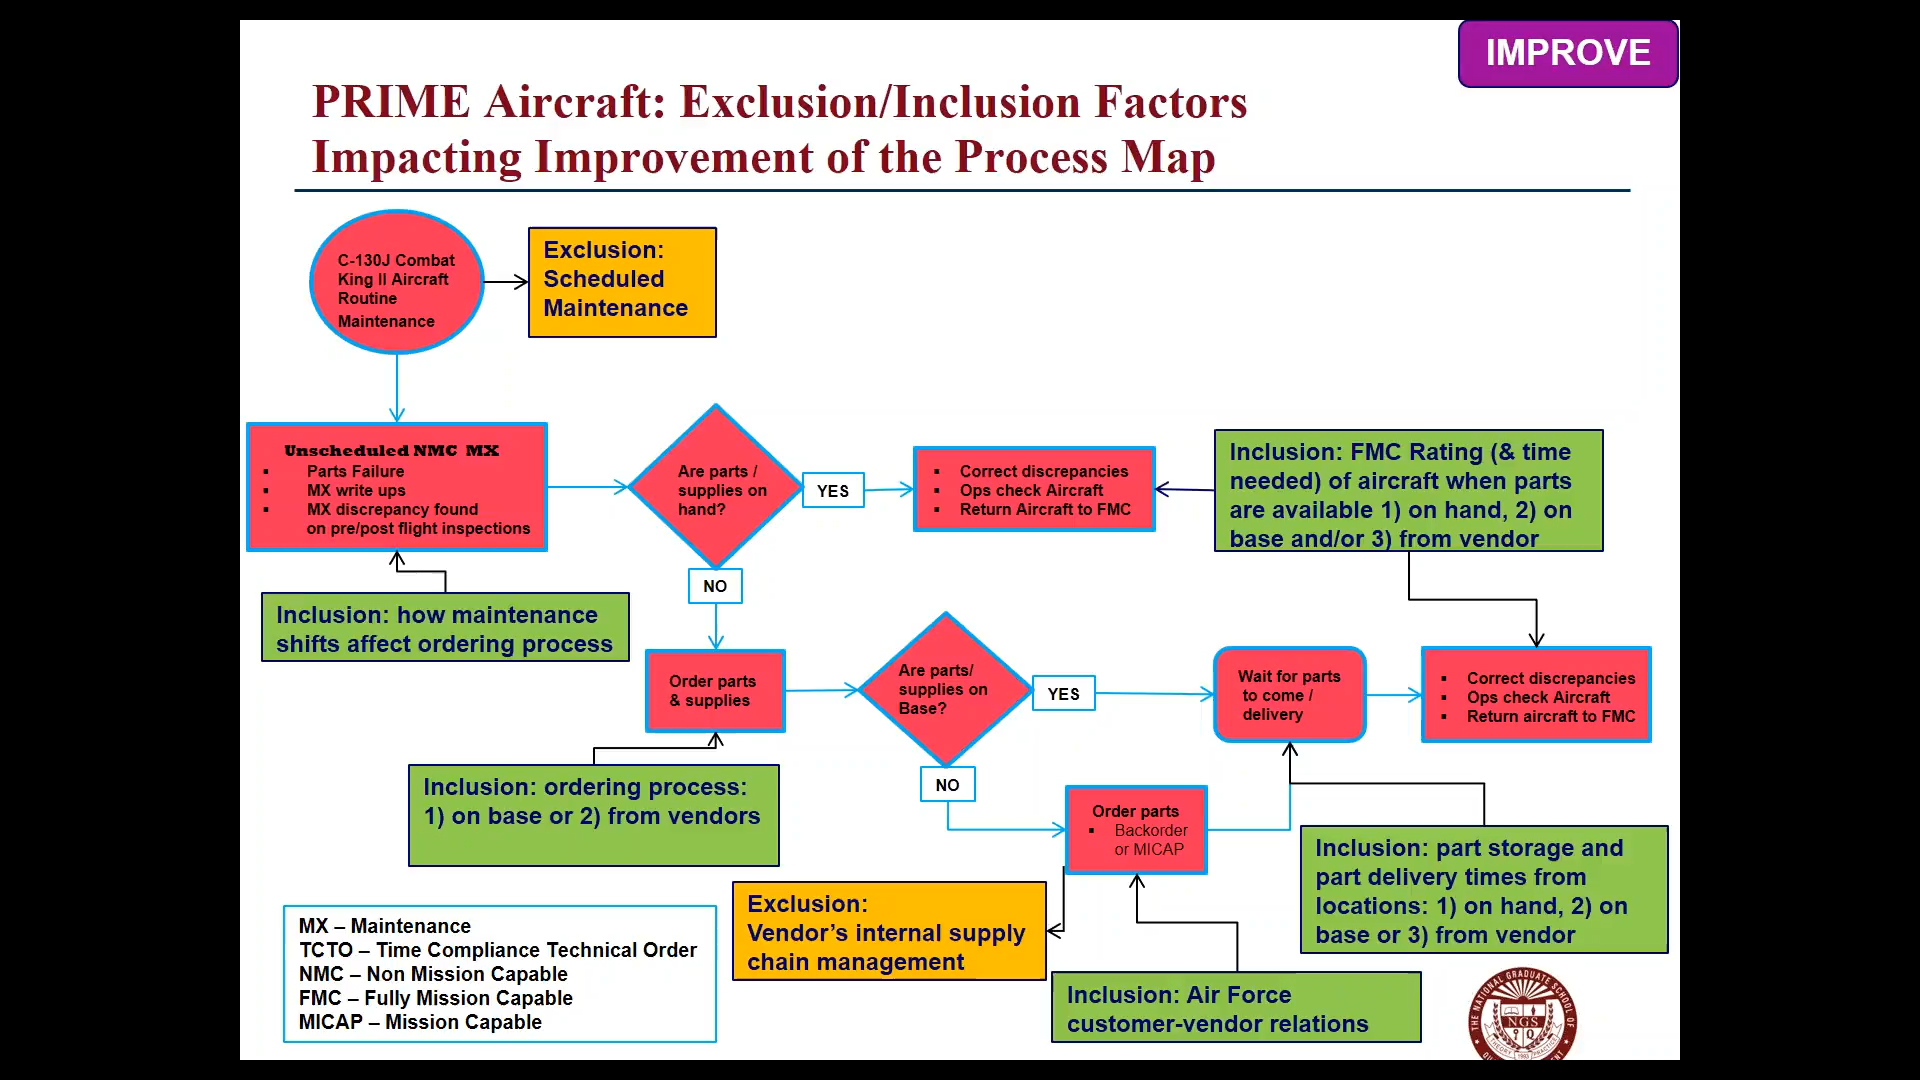 IMPROVE
PRIME Aircraft: Exclusion/Inclusion Factors
Impacting Improvement of the Process Map
C-130J Combat
King II Aircraft
Routine
Maintenance
Exclusion:
Scheduled
Maintenance
Unscheduled NMC MX
▪ Parts Failure
▪ MX write ups
▪ MX discrepancy found
on pre/post flight inspections
Are parts /
supplies on
hand?
YES
▪ Correct discrepancies
▪ Ops check Aircraft
▪ Return Aircraft to FMC
Inclusion: FMC Rating (& time
needed) of aircraft when parts
are available 1) on hand, 2) on
base and/or 3) from vendor
NO
Inclusion: how maintenance
shifts affect ordering process
Order parts
& supplies
Are parts/
supplies on
Base?
YES
Wait for parts
to come /
delivery
▪ Correct discrepancies
▪ Ops check Aircraft
▪ Return aircraft to FMC
Inclusion: ordering process:
1) on base or 2) from vendors
NO
Order parts
▪ Backorder
or MICAP
Inclusion: part storage and
part delivery times from
locations: 1) on hand, 2) on
base or 3) from vendor
Exclusion:
Vendor’s internal supply
chain management
Inclusion: Air Force
customer-vendor relations
MX – Maintenance
TCTO – Time Compliance Technical Order
NMC – Non Mission Capable
FMC – Fully Mission Capable
MICAP – Mission Capable
THE NATIONAL GRADUATE SCHOOL OF
NGS
Q